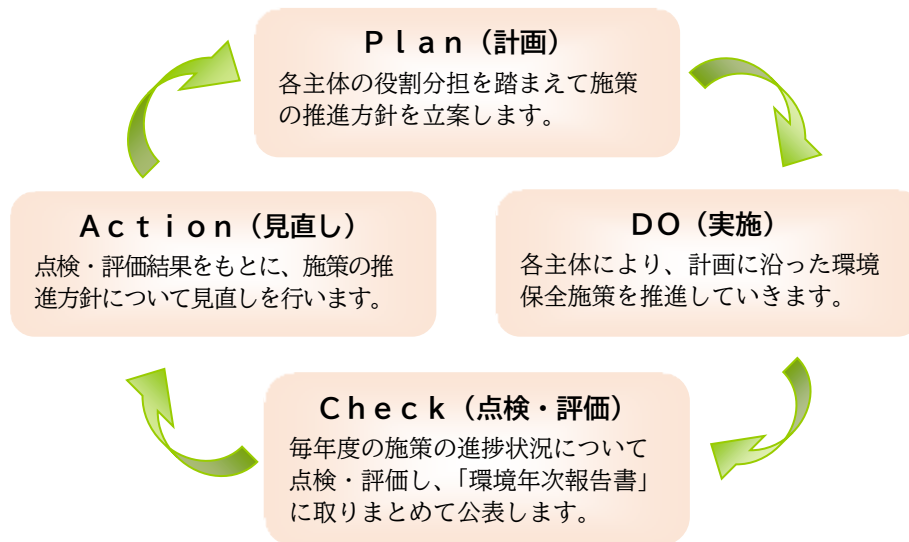 Ｐｌａｎ（計画）
各主体の役割分担を踏まえて施策
の推進方針を立案します。
Ａｃｔｉｏｎ（見直し）
点検・評価結果をもとに、施策の推
進方針について見直しを行います。
ＤＯ（実施）
各主体により、計画に沿った環境
保全施策を推進していきます。
Ｃｈｅｃｋ（点検・評価）
毎年度の施策の進捗状況について
点検・評価し、「環境年次報告書」
に取りまとめて公表します。